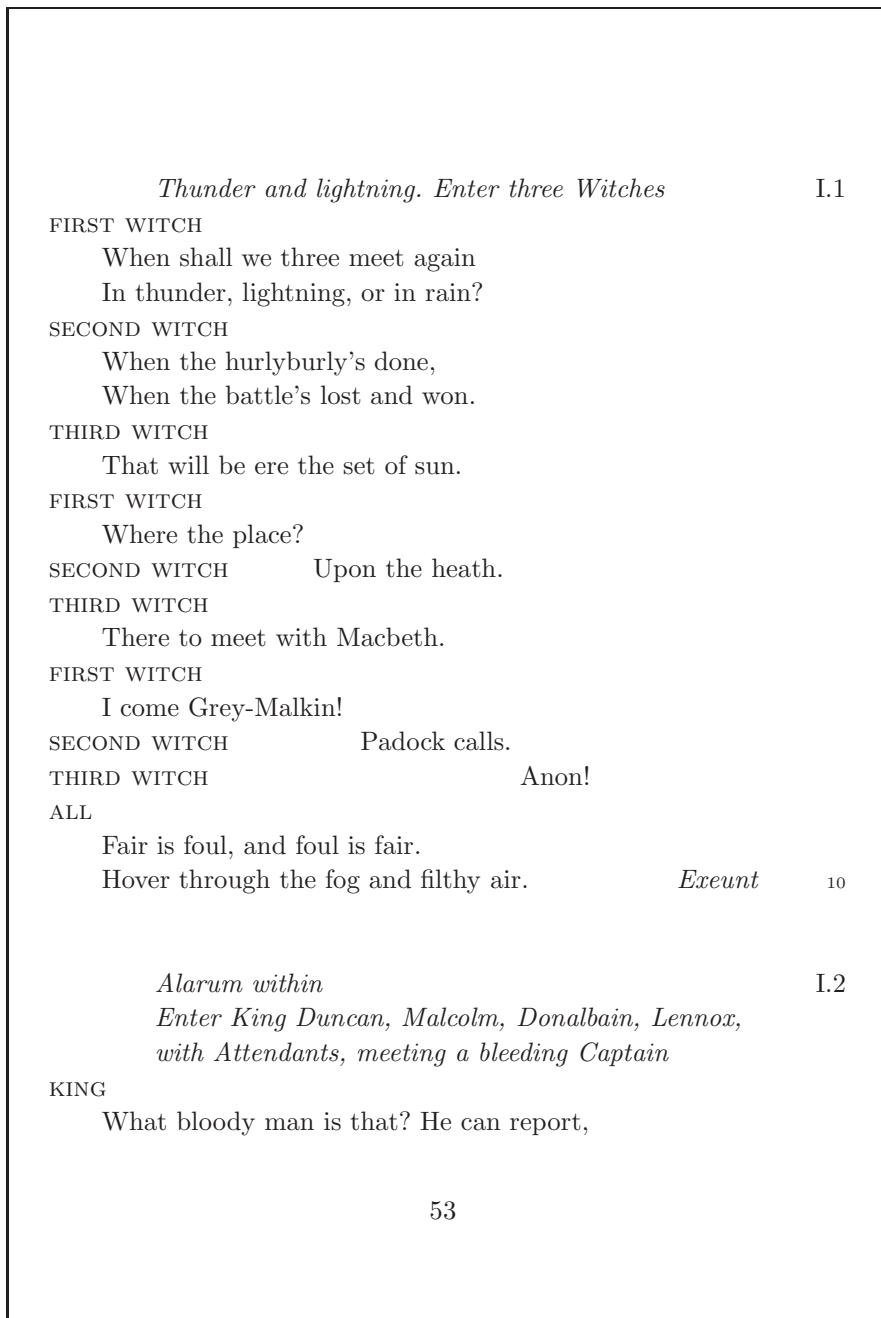 Thunder and lightning. Enter three Witches I.1
FIRST WITCH
When shall we three meet again
In thunder, lightning, or in rain?
SECOND WITCH
When the hurlyburly's done,
When the battle's lost and won.
THIRD WITCH
That will be ere the set of sun.
FIRST WITCH
Where the place?
SECOND WITCH Upon the heath.
THIRD WITCH
There to meet with Macbeth.
FIRST WITCH
I come Grey-Malkin!
SECOND WITCH Padock calls.
THIRD WITCH Anon!
ALL
Fair is foul, and foul is fair.
Hover through the fog and filthy air. Exeunt 10
Alarum within I.2
Enter King Duncan, Malcolm, Donalbain, Lennox,
with Attendants, meeting a bleeding Captain
KING
What bloody man is that? He can report,
53